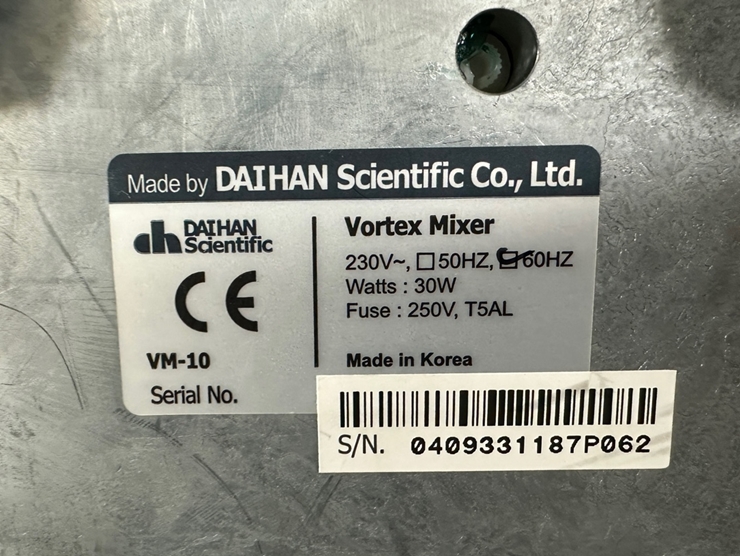 Made by DAIHAN Scientific Co., Ltd.
dh DAIHAN
Scientific
CE
VM-10
Serial No.
Vortex Mixer
230V~, ☐50HZ, ☑60HZ
Watts : 30W
Fuse : 250V, T5AL
Made in Korea
S/N. 0409331187P062